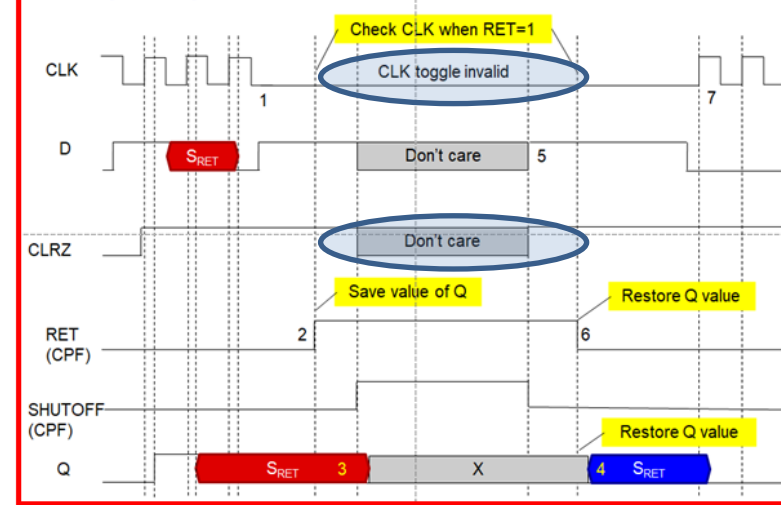 Check CLK when RET=1
CLK
CLK toggle invalid
1
7
D
SRET
Don't care
5
CLRZ
Don't care
Save value of Q
Restore Q value
RET
(CPF)
2
6
SHUTOFF
(CPF)
Restore Q value
Q
SRET
3
X
4
SRET